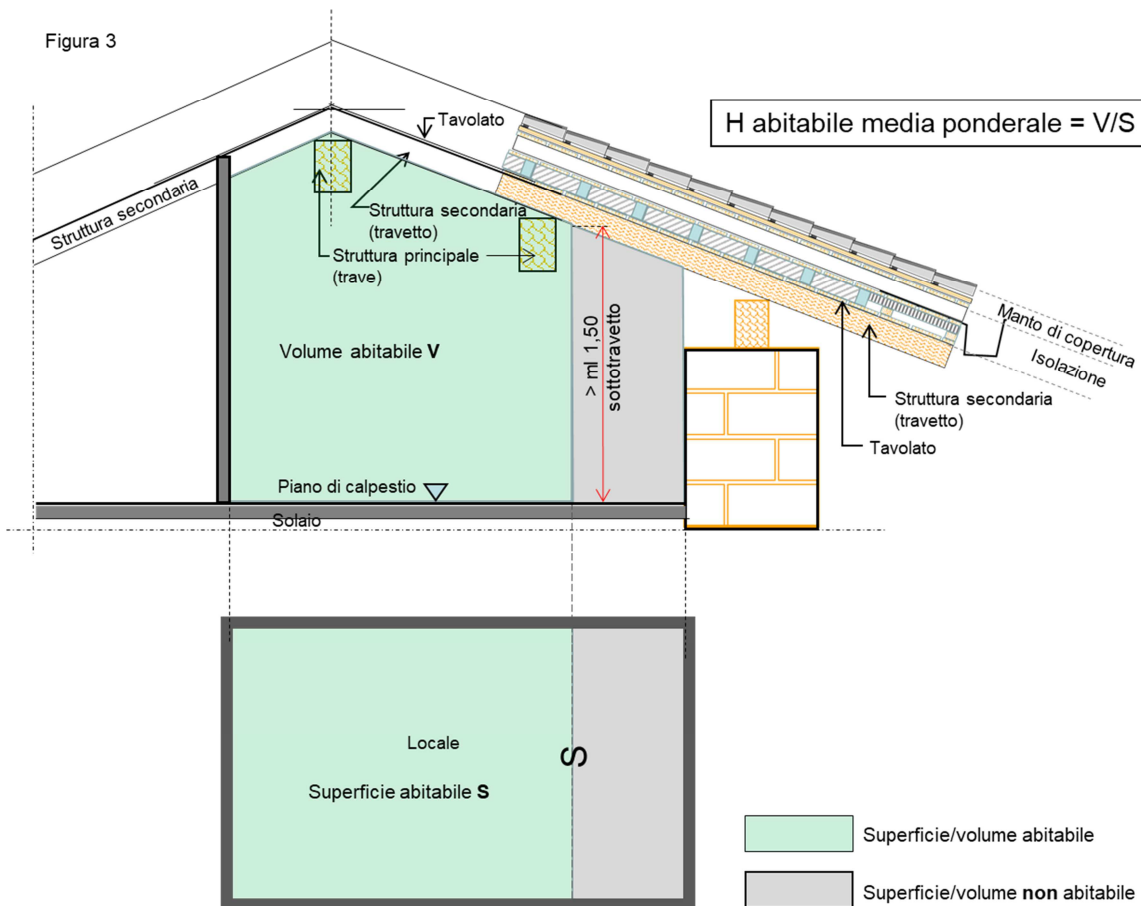 Figura 3
H abitabile media ponderale = V/S
Tavolato
Struttura secondaria
Struttura secondaria
(travetto)
Struttura principale
(trave)
Volume abitabile V
> ml 1,50
sottotravetto
Manto di copertura
Isolazione
Struttura secondaria
(travetto)
Tavolato
Piano di calpestio
Solaio
Locale
S
Superficie abitabile S
Superficie/volume abitabile
Superficie/volume non abitabile